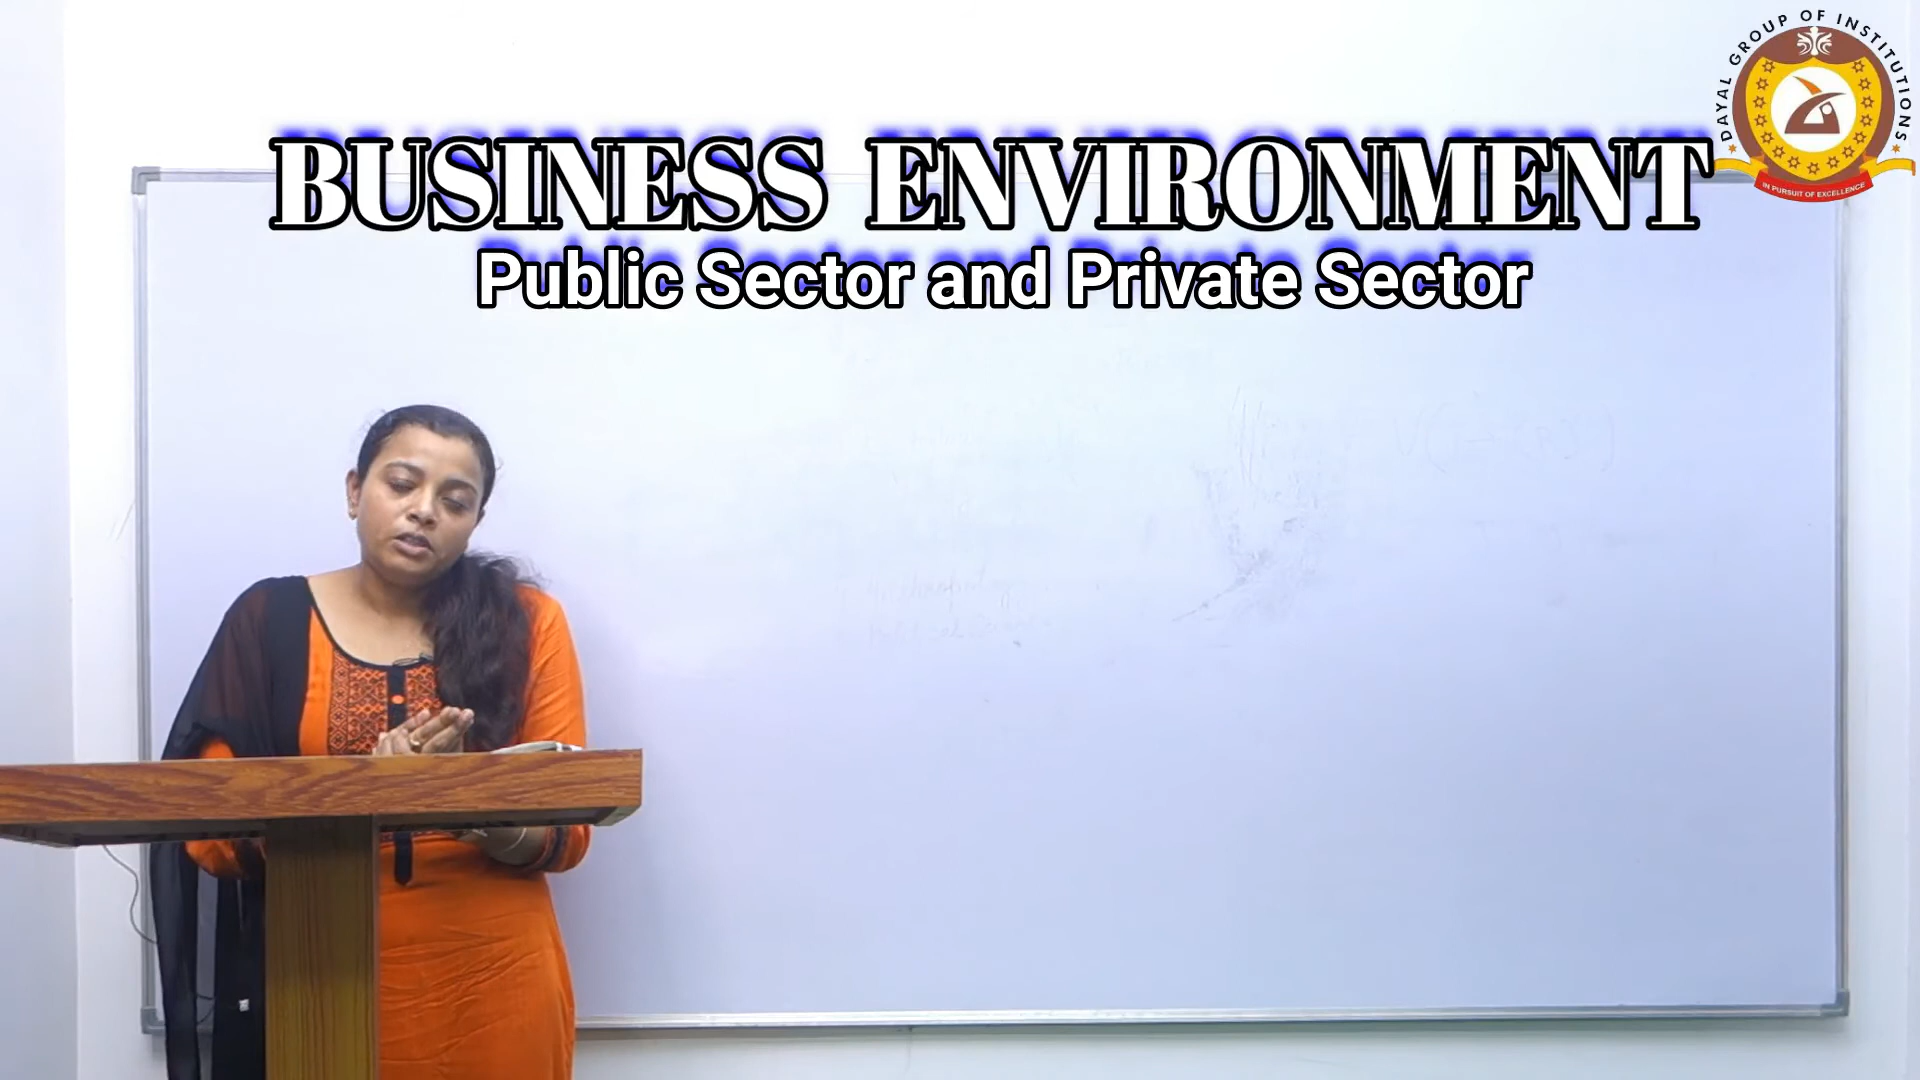 DAYAL GROUP OF INSTITUTIONS
IN PURSUIT OF EXCELLENCE
BUSINESS ENVIRONMENT
Public Sector and Private Sector